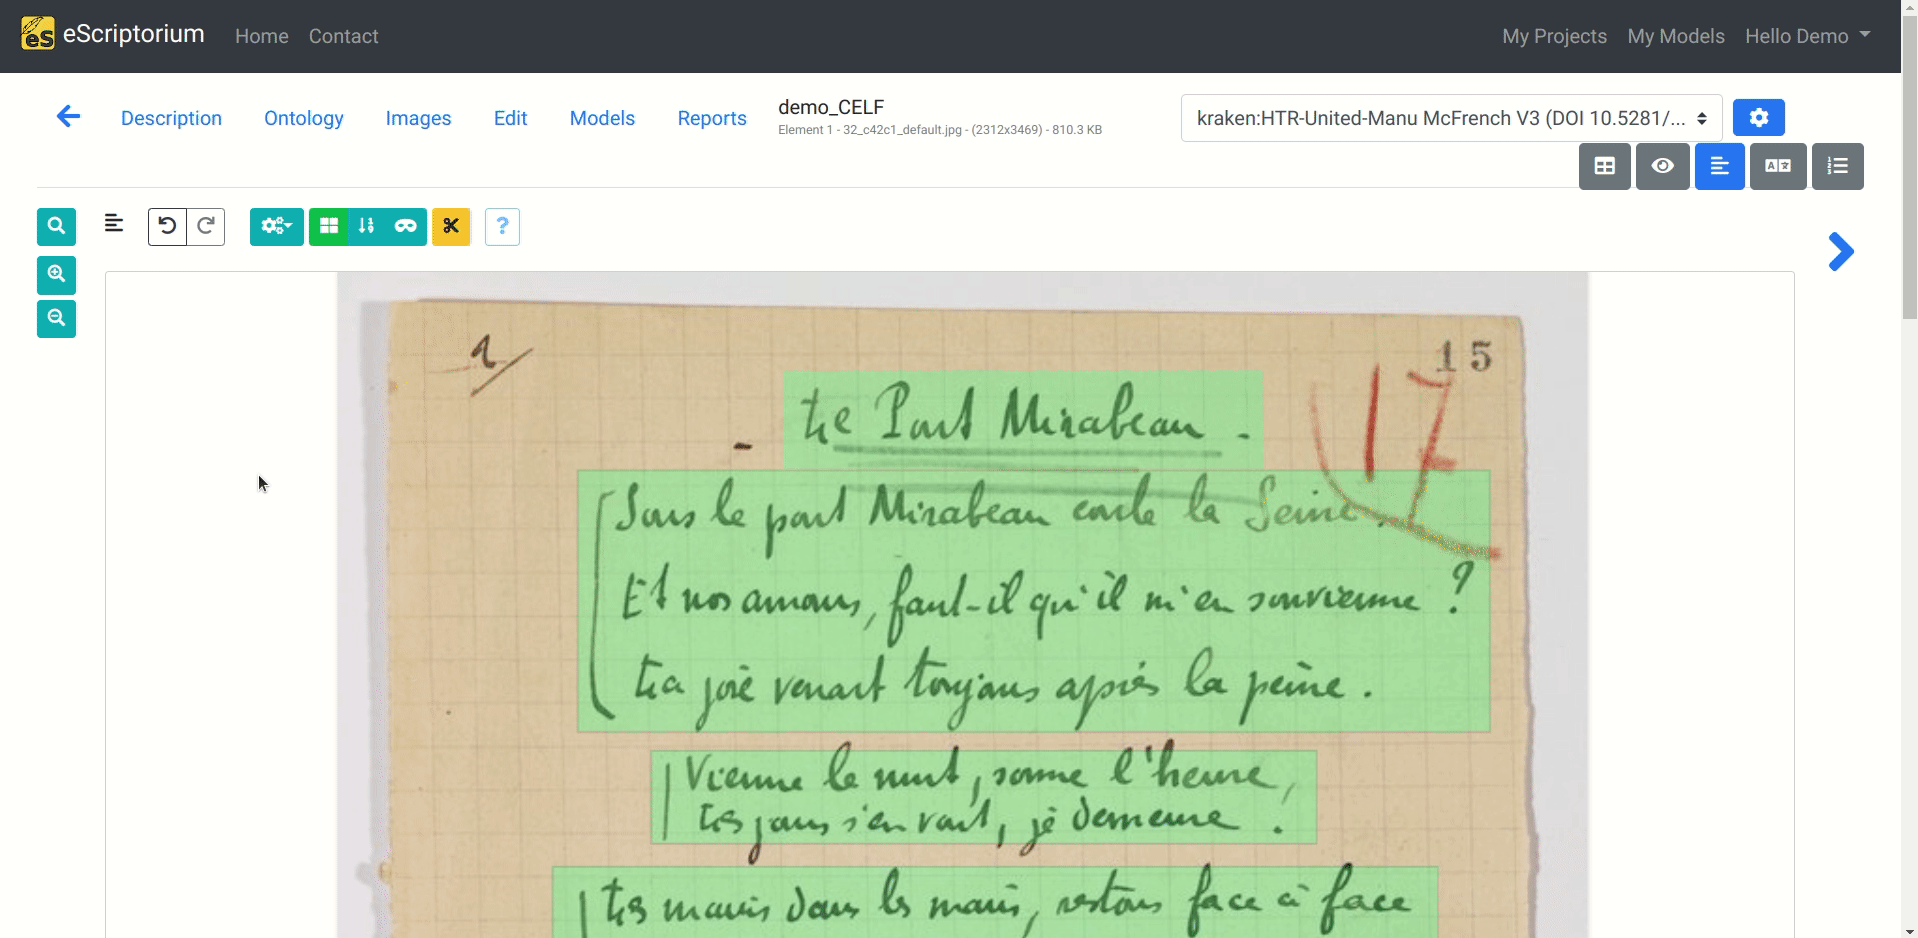 eScriptorium Home Contact My Projects My Models Hello Demo
Description Ontology Images Edit Models Reports
demo_CELF
Element 1 - 32_c42c1_default.jpg - (2312x3469) - 810.3 KB
kraken:HTR-United-Manu McFrench V3 (DOI 10.5281/...
?
1/
15
17
- Le Pont Mirabeau -
Sous le pont Mirabeau coule la Seine.
Et nos amours, faut-il qu'il m'en souvienne ?
La joie venait toujours après la peine.
Vienne la nuit, sonne l'heure,
Les jours s'en vont, je demeure.
Les mains dans les mains, restons face à face